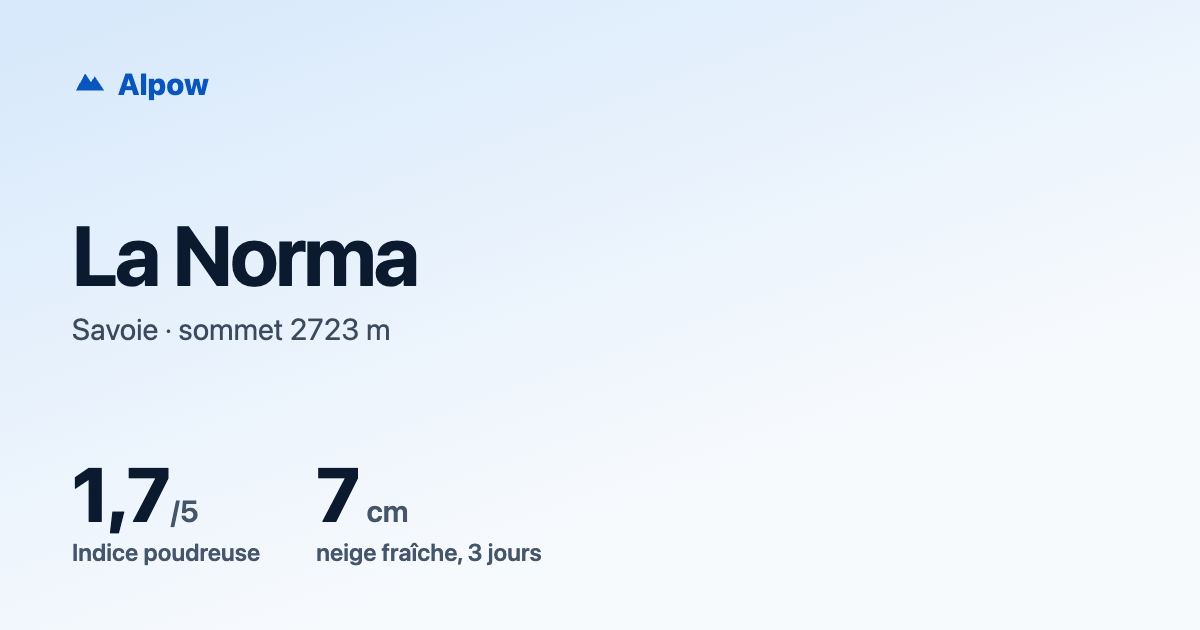 Alpow
La Norma
Savoie · sommet 2723 m
1,7/5
Indice poudreuse
7 cm
neige fraîche, 3 jours